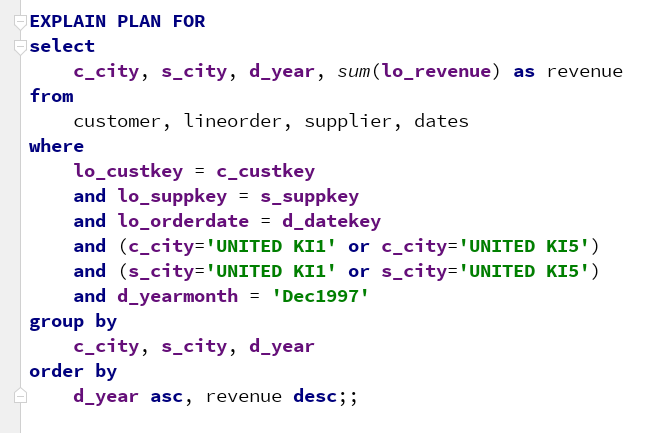 EXPLAIN PLAN FOR
select
    c_city, s_city, d_year, sum(lo_revenue) as revenue
from
    customer, lineorder, supplier, dates
where
    lo_custkey = c_custkey
    and lo_suppkey = s_suppkey
    and lo_orderdate = d_datekey
    and (c_city='UNITED KI1' or c_city='UNITED KI5')
    and (s_city='UNITED KI1' or s_city='UNITED KI5')
    and d_yearmonth = 'Dec1997'
group by
    c_city, s_city, d_year
order by
    d_year asc, revenue desc;;